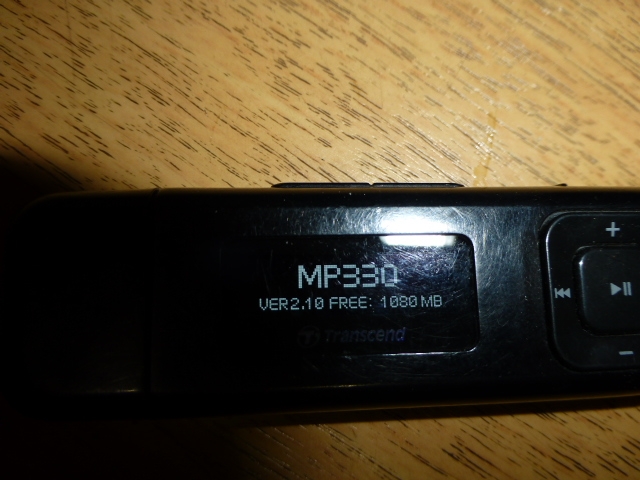 MP330
VER2.10 FREE: 1080 MB
Transcend